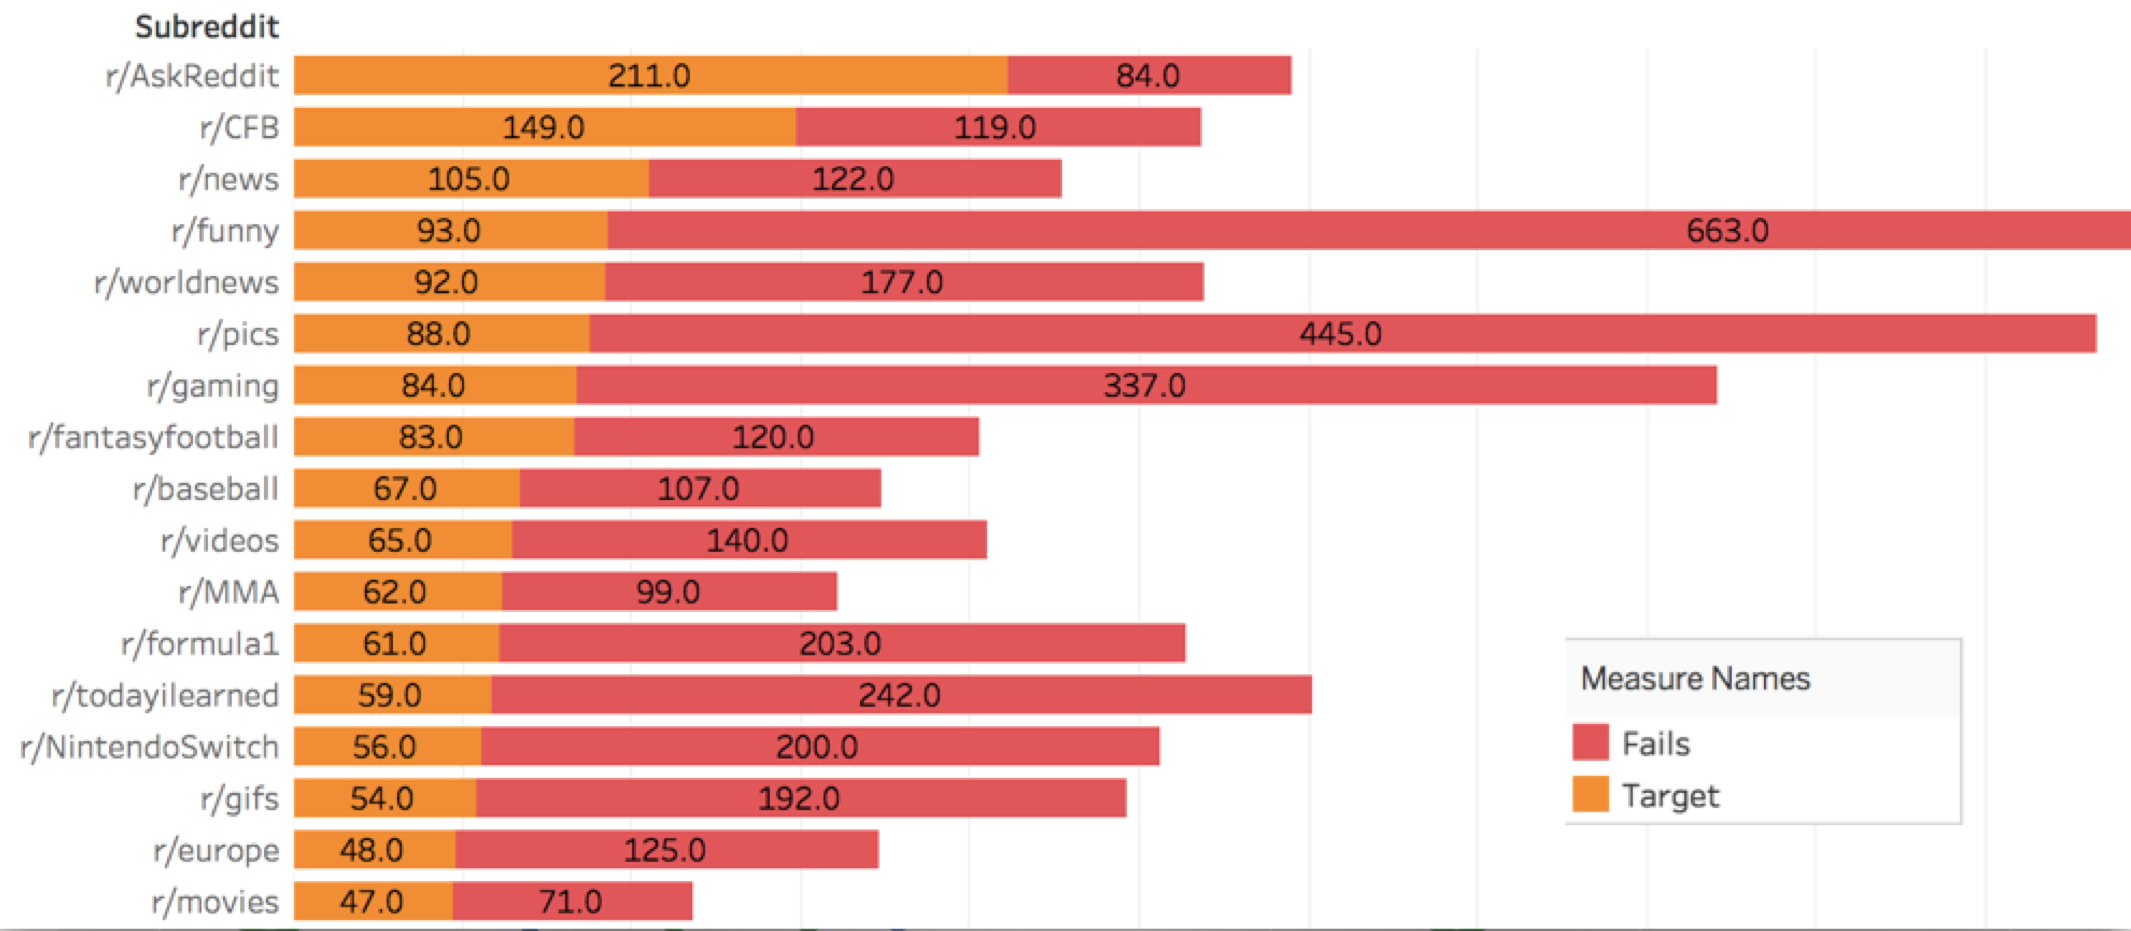 Subreddit
r/AskReddit 211.0 84.0
r/CFB 149.0 119.0
r/news 105.0 122.0
r/funny 93.0 663.0
r/worldnews 92.0 177.0
r/pics 88.0 445.0
r/gaming 84.0 337.0
r/fantasyfootball 83.0 120.0
r/baseball 67.0 107.0
r/videos 65.0 140.0
r/MMA 62.0 99.0
r/formula1 61.0 203.0
r/todayilearned 59.0 242.0
r/NintendoSwitch 56.0 200.0
r/gifs 54.0 192.0
r/europe 48.0 125.0
r/movies 47.0 71.0
Measure Names
Fails
Target